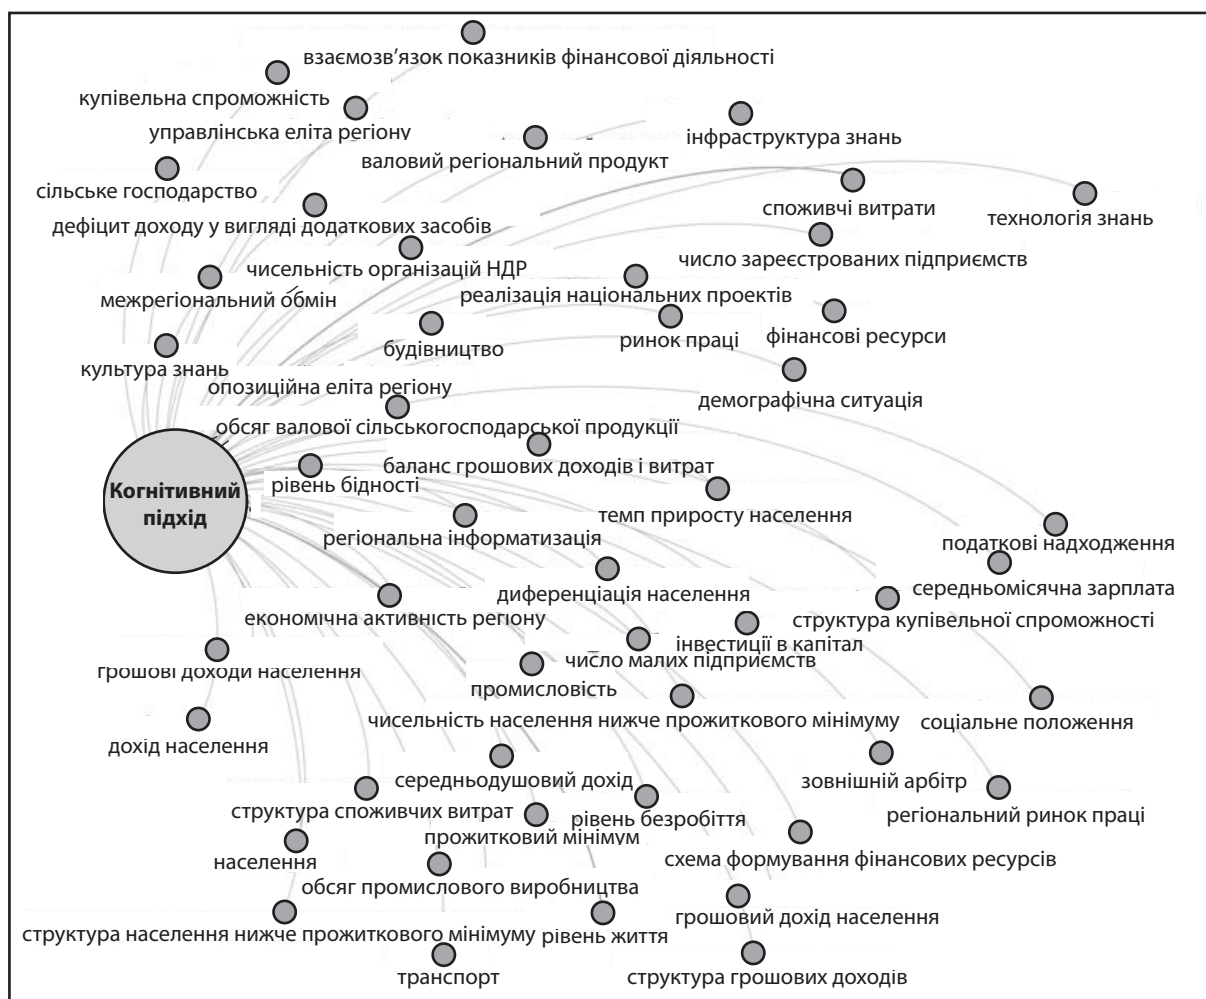 взаємозв’язок показників фінансової діяльності
купівельна спроможність
управлінська еліта регіону
інфраструктура знань
валовий регіональний продукт
сільське господарство
споживчі витрати
технологія знань
дефіцит доходу у вигляді додаткових засобів
число зареєстрованих підприємств
чисельність організацій НДР
межрегіональний обмін
реалізація національних проектів
будівництво
ринок праці
фінансові ресурси
культура знань
опозиційна еліта регіону
демографічна ситуація
обсяг валової сільськогосподарської продукції
баланс грошових доходів і витрат
рівень бідності
Когнитивний
підхід
темп приросту населення
регіональна інформатизація
податкові надходження
диференціація населення
середньомісячна зарплата
економічна активність регіону
структура купівельної спроможності
інвестиції в капітал
число малих підприємств
грошові доходи населення
промисловість
чисельність населення нижче прожиткового мінімуму
соціальне положення
дохід населення
середньодушовий дохід
зовнішній арбітр
структура споживчих витрат
рівень безробіття
регіональний ринок праці
прожитковий мінімум
населення
схема формування фінансових ресурсів
обсяг промислового виробництва
грошовий дохід населення
структура населення нижче прожиткового мінімуму
рівень життя
транспорт
структура грошових доходів